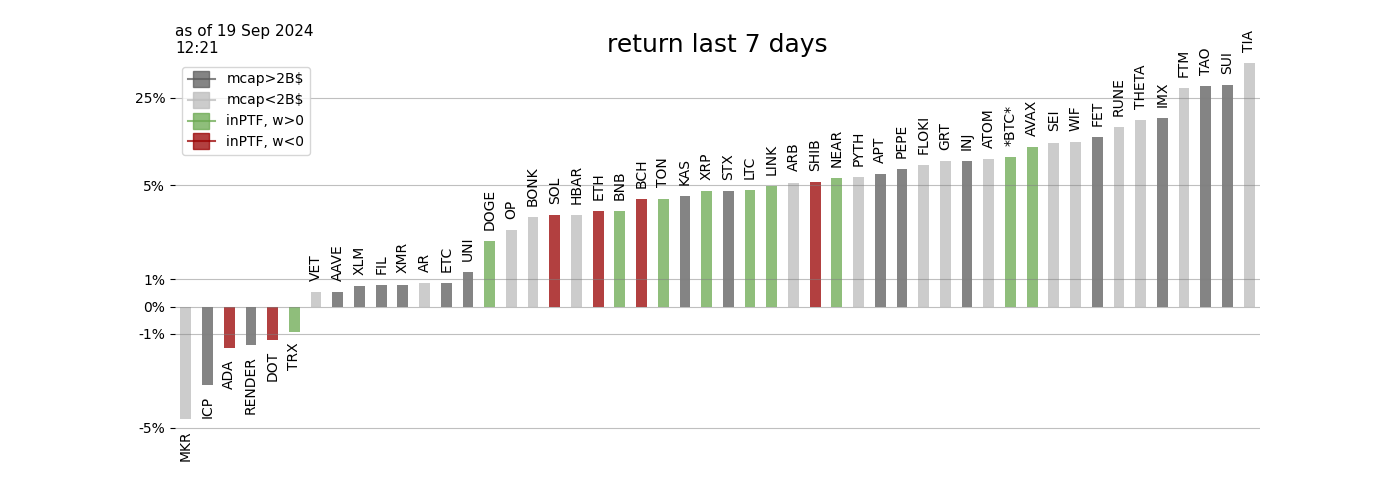 as of 19 Sep 2024
12:21
return last 7 days
mcap>2B$
mcap<2B$
inPTF, w>0
inPTF, w<0
25%
5%
1%
0%
-1%
-5%
MKR
ICP
ADA
RENDER
DOT
TRX
VET
AAVE
XLM
FIL
XMR
AR
ETC
UNI
DOGE
OP
BONK
SOL
HBAR
ETH
BNB
BCH
TON
KAS
XRP
STX
LTC
LINK
ARB
SHIB
NEAR
PYTH
APT
PEPE
FLOKI
GRT
INJ
ATOM
*BTC*
AVAX
SEI
WIF
FET
RUNE
THETA
IMX
FTM
TAO
SUI
TIA